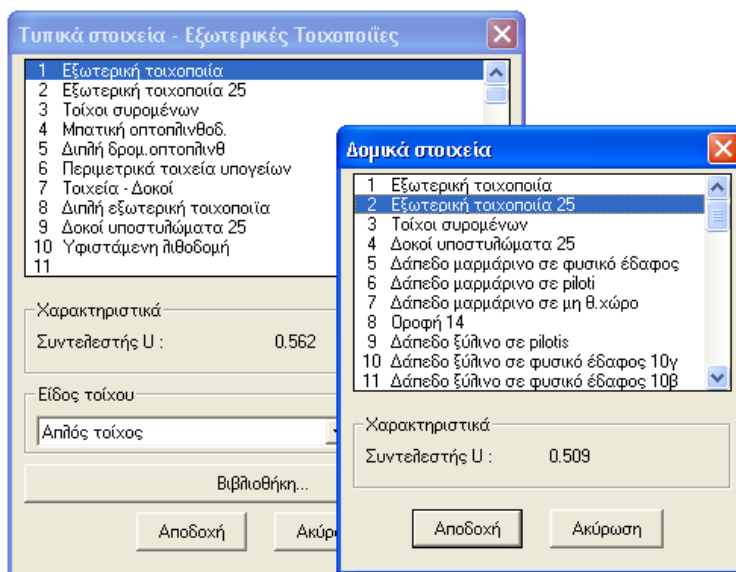 Τυπικά στοιχεία - Εξωτερικές Τοιχοποιΐες
1 Εξωτερική τοιχοποιία
2 Εξωτερική τοιχοποιία 25
3 Τοίχοι συρομένων
4 Μπατική οπτοπλινθοδ.
5 Διπλή δρομ.οπτοπλινθ
6 Περιμετρικά τοιχεία υπογείων
7 Τοιχεία - Δοκοί
8 Διπλή εξωτερική τοιχοποιΐα
9 Δοκοί υποστυλώματα 25
10 Υφιστάμενη λιθοδομή
11
Χαρακτηριστικά
Συντελεστής U : 0.562
Είδος τοίχου
Απλός τοίχος
Βιβλιοθήκη...
Αποδοχή Ακύρ
Δομικά στοιχεία
1 Εξωτερική τοιχοποιία
2 Εξωτερική τοιχοποιία 25
3 Τοίχοι συρομένων
4 Δοκοί υποστυλώματα 25
5 Δάπεδο μαρμάρινο σε φυσικό έδαφος
6 Δάπεδο μαρμάρινο σε piloti
7 Δάπεδο μαρμάρινο σε μη θ.χώρο
8 Οροφή 14
9 Δάπεδο ξύλινο σε pilotis
10 Δάπεδο ξύλινο σε φυσικό έδαφος 10γ
11 Δάπεδο ξύλινο σε φυσικό έδαφος 10β
Χαρακτηριστικά
Συντελεστής U : 0.509
Αποδοχή Ακύρωση